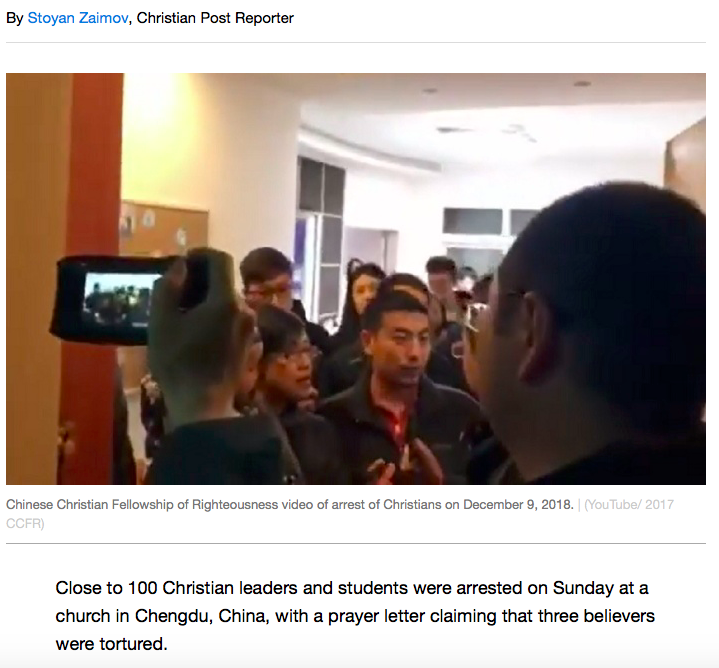 By Stoyan Zaimov, Christian Post Reporter
Chinese Christian Fellowship of Righteousness video of arrest of Christians on December 9, 2018. | (YouTube/ 2017
CCFR)
Close to 100 Christian leaders and students were arrested on Sunday at a
church in Chengdu, China, with a prayer letter claiming that three believers
were tortured.